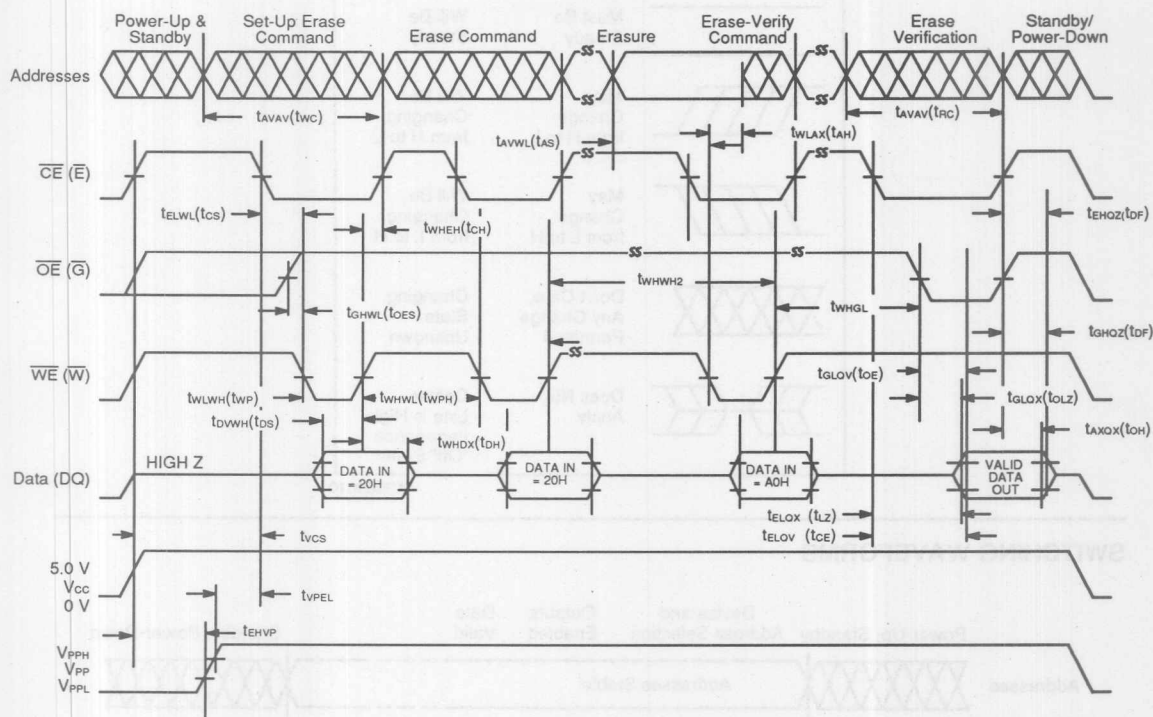 Power-Up & Standby
Set-Up Erase Command
Erase Command
Erasure
Erase-Verify Command
Erase Verification
Standby/ Power-Down
Addresses
tAVAV(tWC)
tAVWL(tAS)
tWLAX(tAH)
tAVAV(tRC)
CE (E)
tELWL(tCS)
tWHEH(tCH)
tEHQZ(tDF)
OE (G)
tWHWH2
tGHWL(tOES)
tWHGL
tGHQZ(tDF)
WE (W)
tGLQV(tOE)
tWLWH(tWP)
tWHWL(tWPH)
tGLQX(tOLZ)
tDVWH(tDS)
tWHDX(tDH)
tAXQX(tOH)
HIGH Z
Data (DQ)
DATA IN = 20H
DATA IN = 20H
DATA IN = A0H
VALID DATA OUT
tELQX (tLZ)
tVCS
tELQV (tCE)
5.0 V
VCC
0 V
tVPEL
tEHVP
VPPH
VPP
VPPL